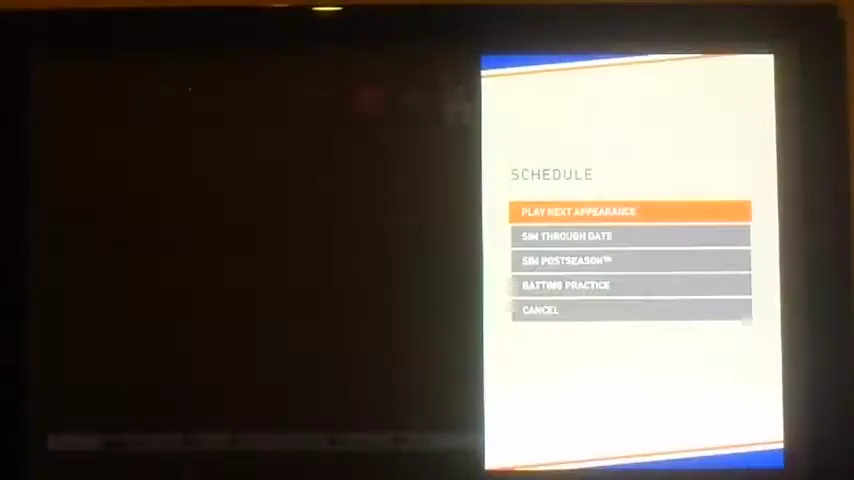 SCHEDULE
PLAY NEXT APPEARANCE
SIM THROUGH DATE
SIM POSTSEASON™
BATTING PRACTICE
CANCEL